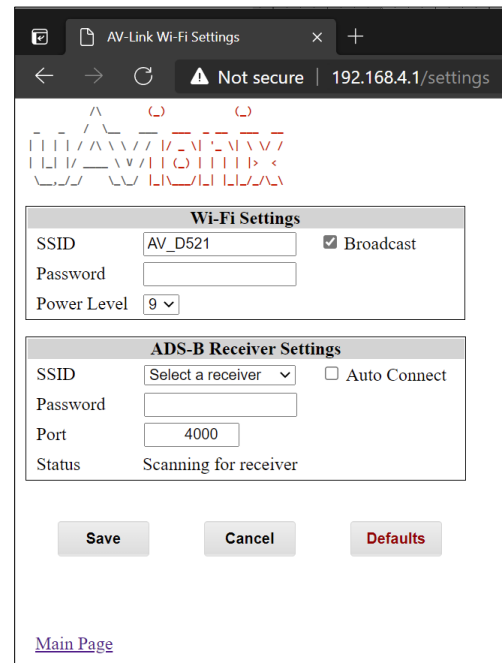 AV-Link Wi-Fi Settings
Not secure | 192.168.4.1/settings
uAvionix
Wi-Fi Settings
SSID AV_D521 Broadcast
Password
Power Level 9
ADS-B Receiver Settings
SSID Select a receiver Auto Connect
Password
Port 4000
Status Scanning for receiver
Save Cancel Defaults
Main Page